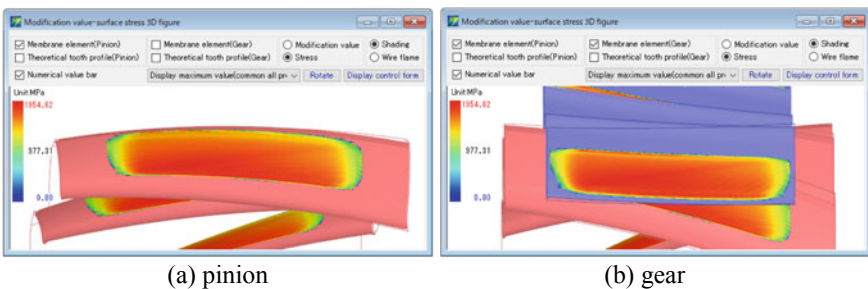 Modification value-surface stress 3D figure
Membrane element(Pinion) Membrane element(Gear) Modification value Shading
Theoretical tooth profile(Pinion) Theoretical tooth profile(Gear) Stress Wire flame
Numerical value bar Display maximum value(common all pr Rotate Display control form
Unit MPa
1954.62
977.31
0.00
(a) pinion
Modification value-surface stress 3D figure
Membrane element(Pinion) Membrane element(Gear) Modification value Shading
Theoretical tooth profile(Pinion) Theoretical tooth profile(Gear) Stress Wire flame
Numerical value bar Display maximum value(common all pr Rotate Display control form
Unit MPa
1954.62
977.31
0.00
(b) gear